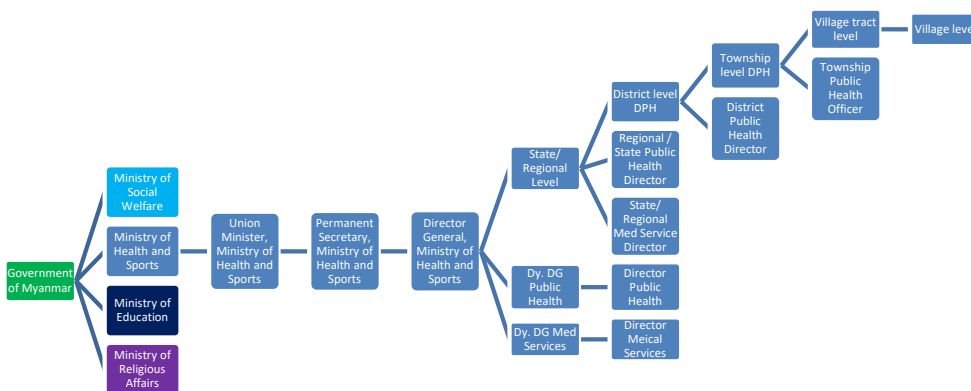 Government
of Myanmar
Ministry of
Social
Welfare
Ministry of
Health and
Sports
Ministry of
Education
Ministry of
Religious
Affairs
Union
Minister,
Ministry of
Health and
Sports
Permanent
Secretary,
Ministry of
Health and
Sports
Director
General,
Ministry of
Health and
Sports
State/
Regional
Level
Dy. DG
Public
Health
Dy. DG Med
Services
District level
DPH
Regional /
State Public
Health
Director
State/
Regional
Med Service
Director
Director
Public
Health
Director
Meical
Services
Township
level DPH
District
Public
Health
Director
Village tract
level
Township
Public
Health
Officer
Village level